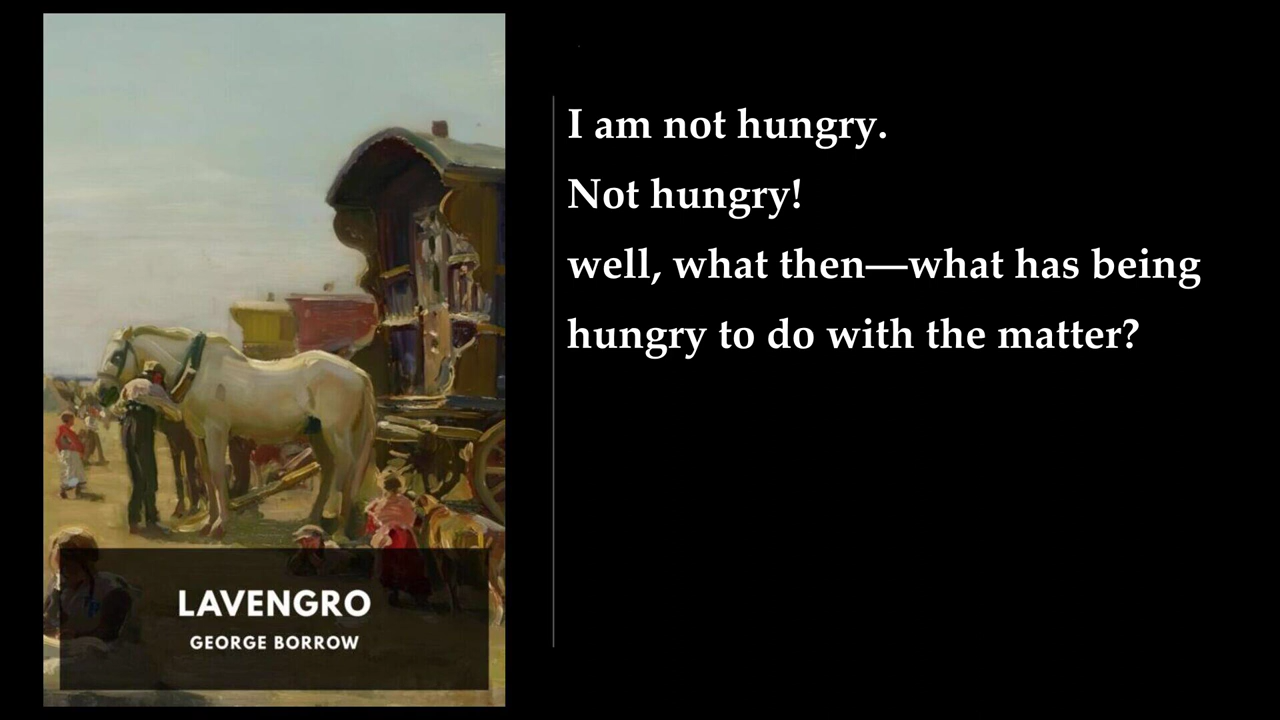 I am not hungry.
Not hungry!
well, what then—what has being
hungry to do with the matter?
LAVENGRO
GEORGE BORROW